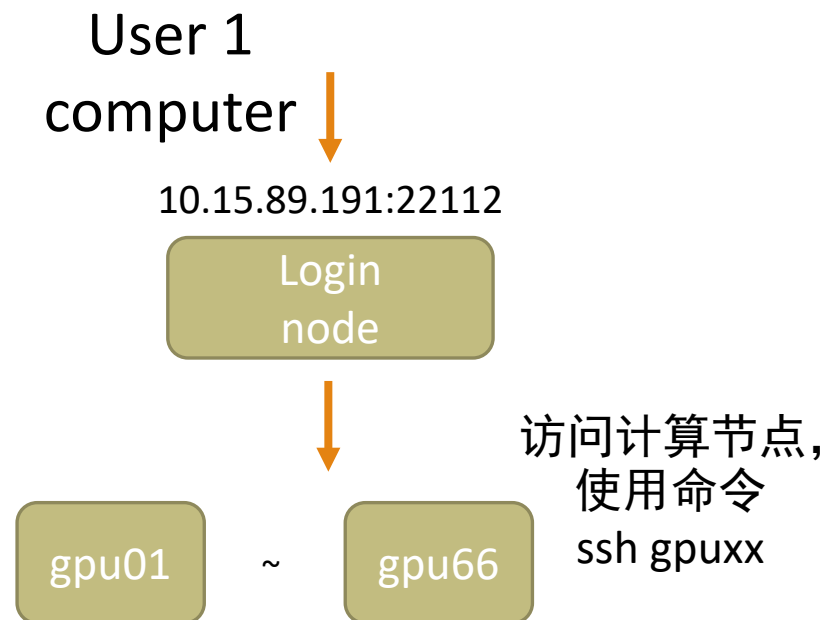 User 1
computer
10.15.89.191:22112
Login
node
访问计算节点,
使用命令
ssh gpuxx
gpu01
~
gpu66